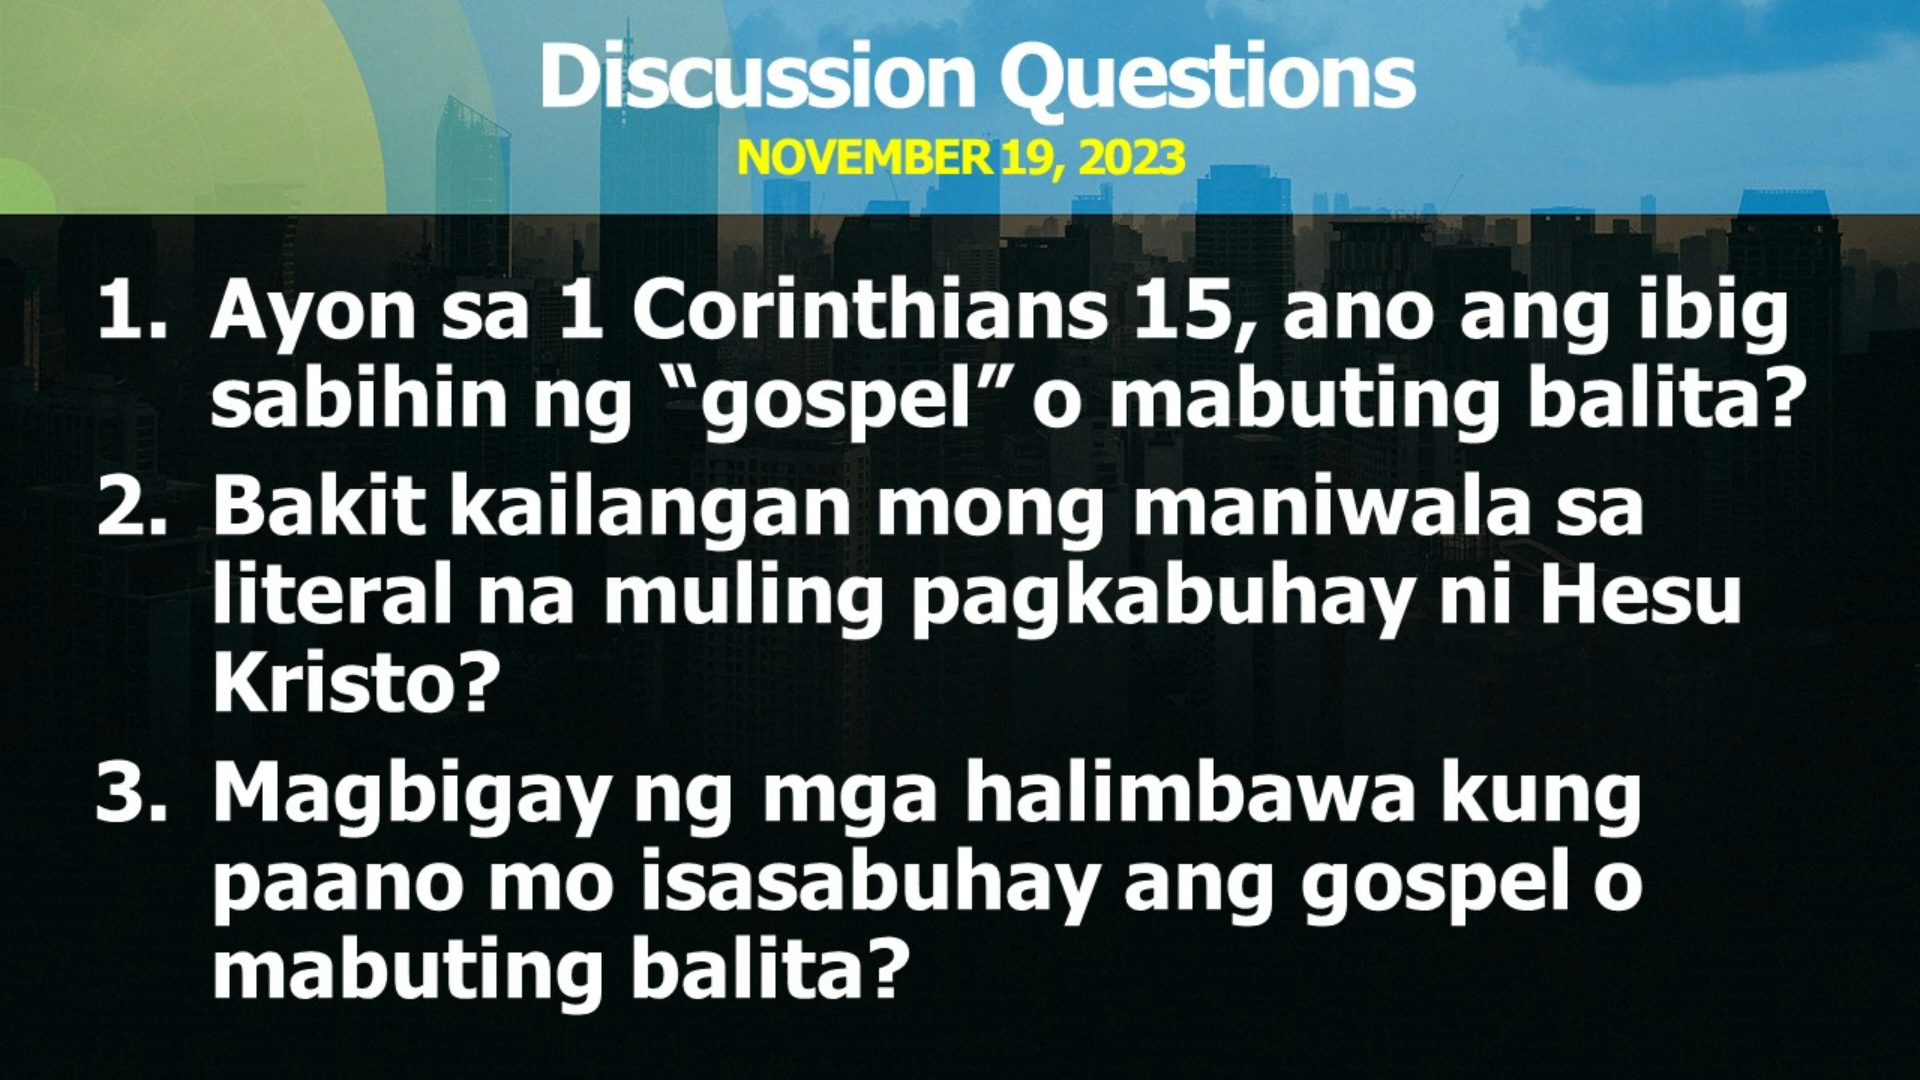 Discussion Questions
NOVEMBER 19, 2023
1. Ayon sa 1 Corinthians 15, ano ang ibig
sabihin ng “gospel” o mabuting balita?
2. Bakit kailangan mong maniwala sa
literal na muling pagkabuhay ni Hesu
Kristo?
3. Magbigay ng mga halimbawa kung
paano mo isasabuhay ang gospel o
mabuting balita?